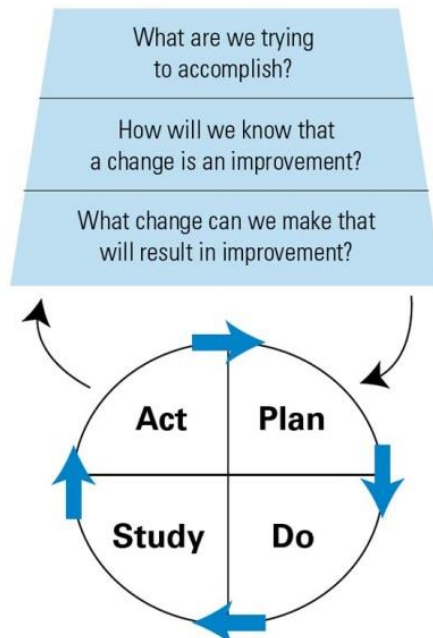 What are we trying
to accomplish?
How will we know that
a change is an improvement?
What change can we make that
will result in improvement?
Act
Plan
Study
Do